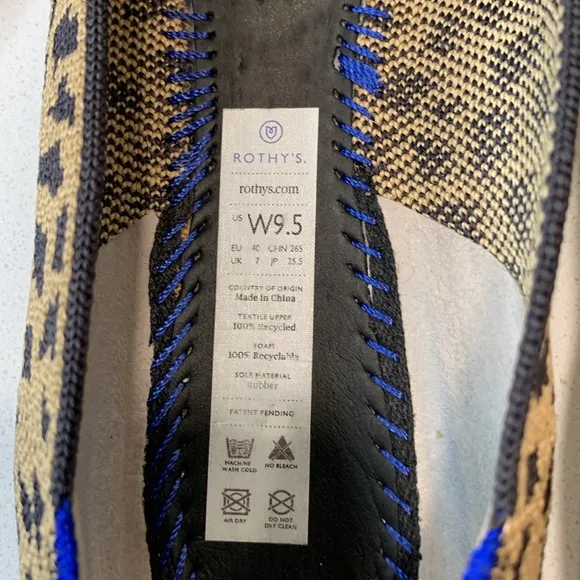 ROTHY'S.
rothys.com
US W9.5
EU 40 CHN 265
UK 7 JP 25.5
COUNTRY OF ORIGIN
Made in China
TEXTILE UPPER
100% Recycled
FOAM
100% Recyclable
SOLE MATERIAL
Rubber
PATENT PENDING
MACHINE WASH COLD
NO BLEACH
AIR DRY
DO NOT DRY CLEAN